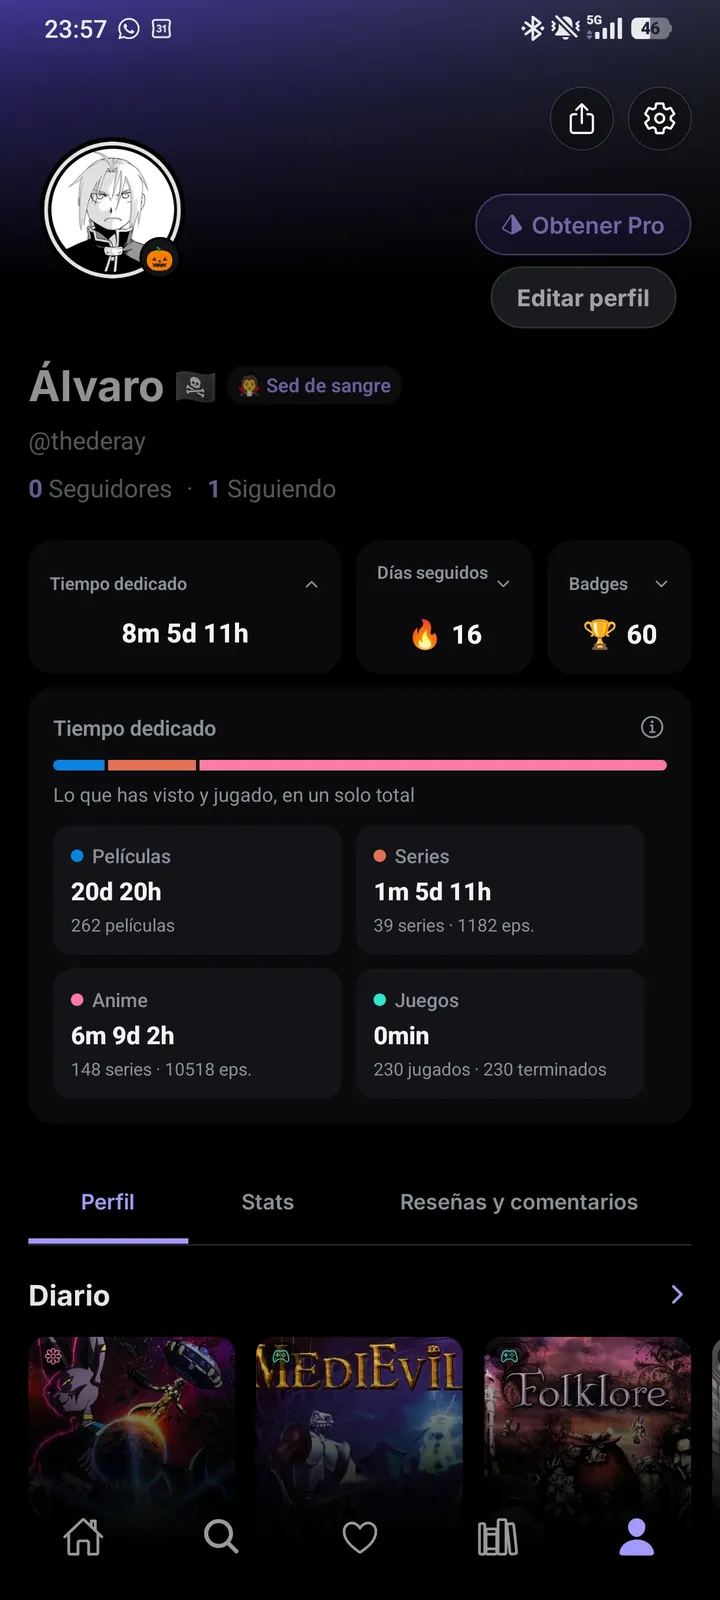 23:57
31
5G
46
Obtener Pro
Editar perfil
Álvaro
Sed de sangre
@thederay
0 Seguidores · 1 Siguiendo
Tiempo dedicado
8m 5d 11h
Días seguidos
16
Badges
60
Tiempo dedicado
Lo que has visto y jugado, en un solo total
Películas
20d 20h
262 películas
Series
1m 5d 11h
39 series · 1182 eps.
Anime
6m 9d 2h
148 series · 10518 eps.
Juegos
0min
230 jugados · 230 terminados
Perfil
Stats
Reseñas y comentarios
Diario
MEDIEVIL
Folklore